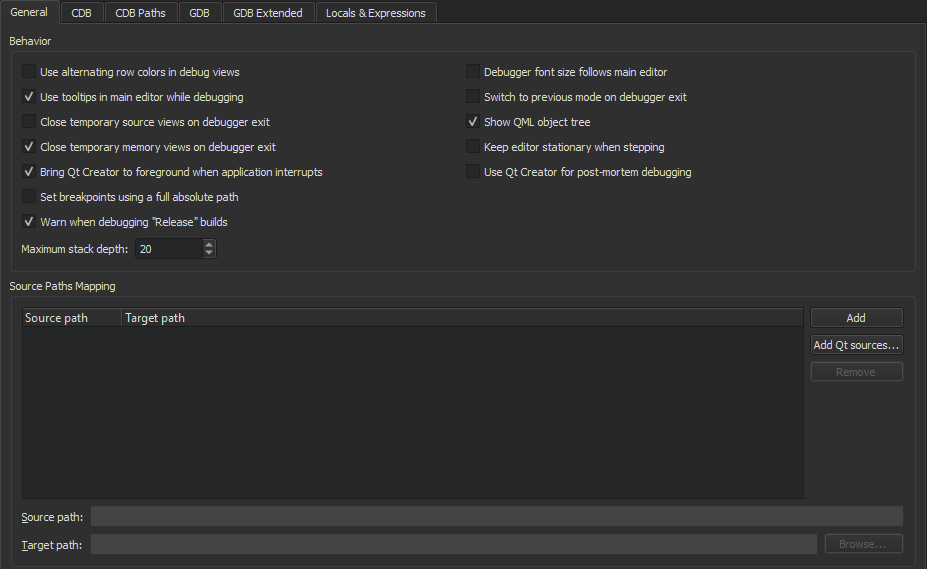 General CDB CDB Paths GDB GDB Extended Locals & Expressions
Behavior
Use alternating row colors in debug views
Use tooltips in main editor while debugging
Close temporary source views on debugger exit
Close temporary memory views on debugger exit
Bring Qt Creator to foreground when application interrupts
Set breakpoints using a full absolute path
Warn when debugging "Release" builds
Maximum stack depth: 20
Debugger font size follows main editor
Switch to previous mode on debugger exit
Show QML object tree
Keep editor stationary when stepping
Use Qt Creator for post-mortem debugging
Source Paths Mapping
Source path Target path
Add
Add Qt sources...
Remove
Source path:
Target path:
Browse...